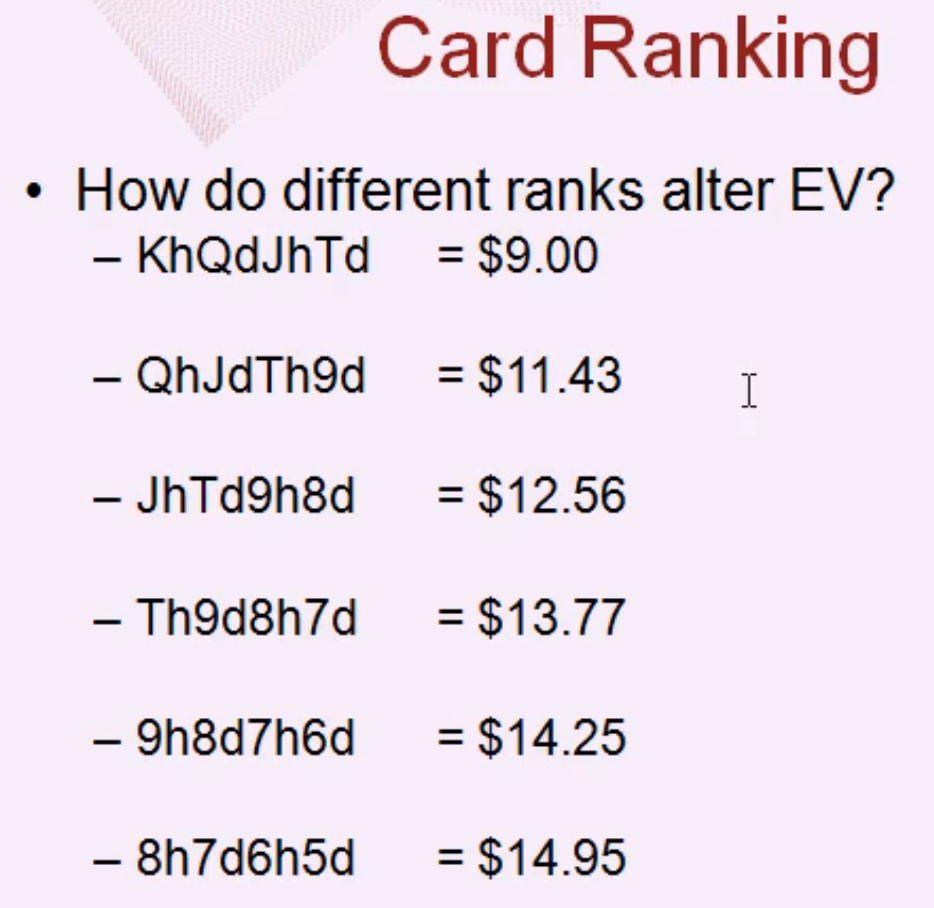 Card Ranking
• How do different ranks alter EV?
– KhQdJhTd = $9.00
– QhJdTh9d = $11.43
– JhTd9h8d = $12.56
– Th9d8h7d = $13.77
– 9h8d7h6d = $14.25
– 8h7d6h5d = $14.95